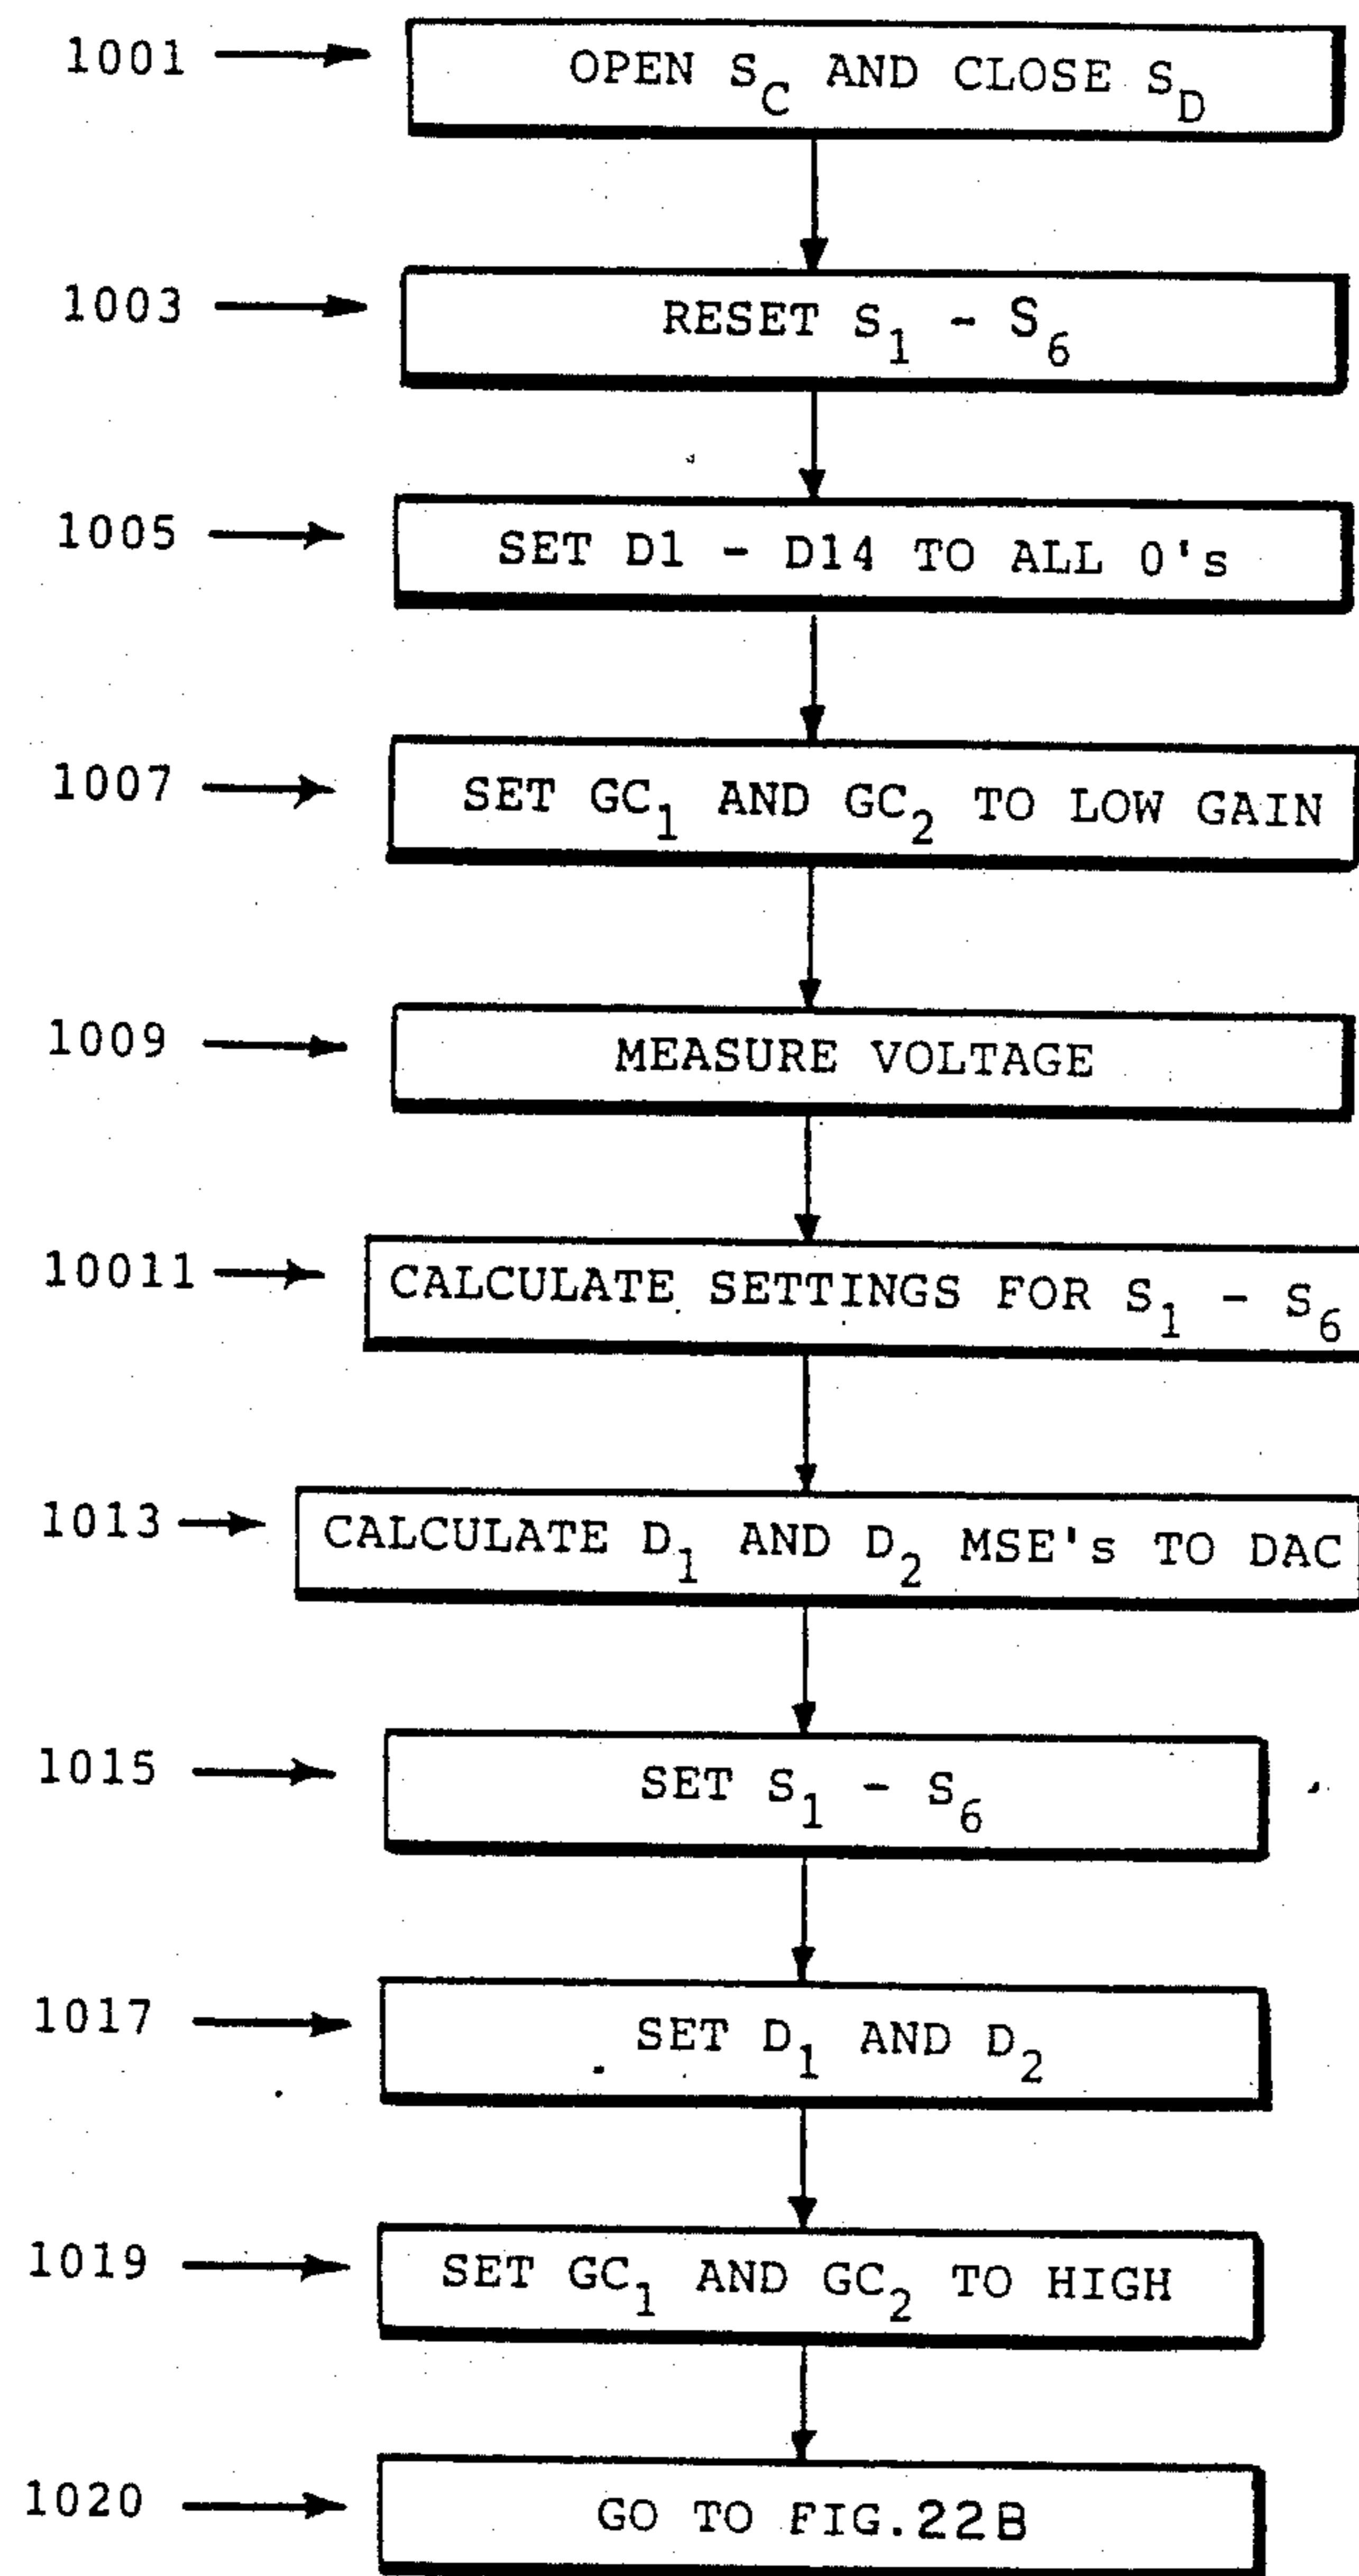 1001 OPEN S_C AND CLOSE S_D
1003 RESET S_1 - S_6
1005 SET D1 - D14 TO ALL 0's
1007 SET GC_1 AND GC_2 TO LOW GAIN
1009 MEASURE VOLTAGE
10011 CALCULATE SETTINGS FOR S_1 - S_6
1013 CALCULATE D_1 AND D_2 MSE's TO DAC
1015 SET S_1 - S_6
1017 SET D_1 AND D_2
1019 SET GC_1 AND GC_2 TO HIGH
1020 GO TO FIG.22B